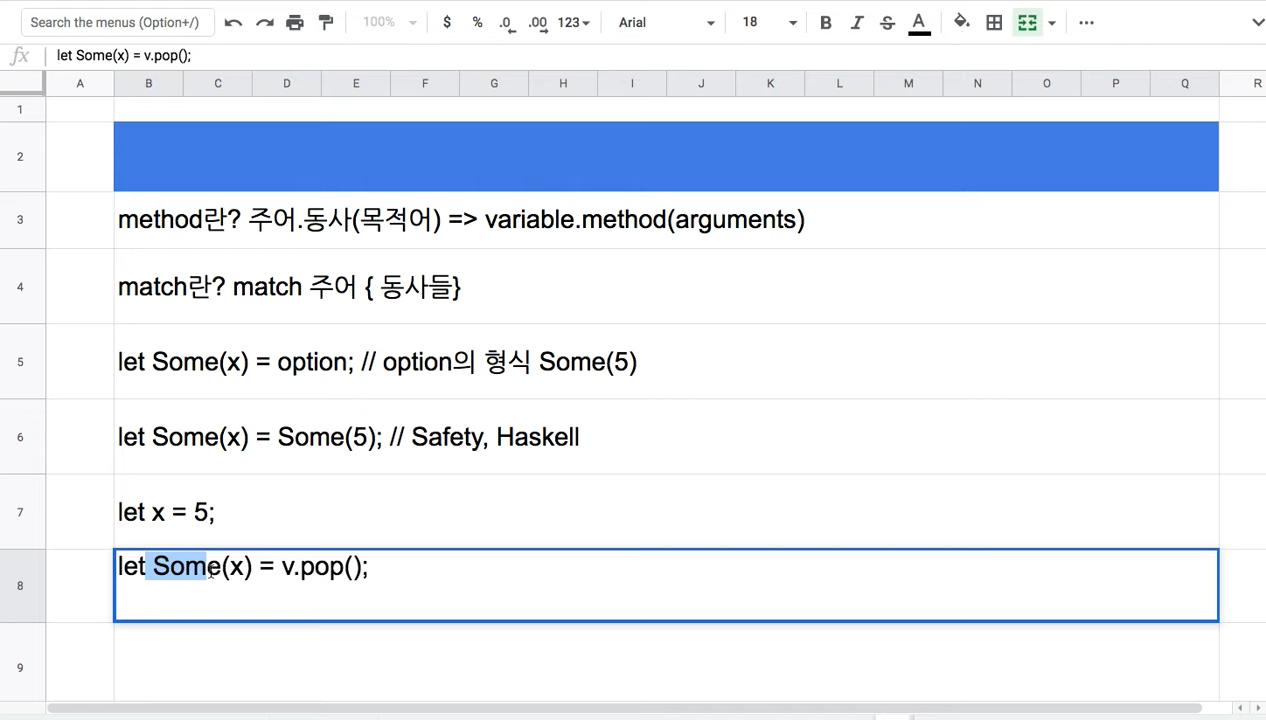 Search the menus (Option+/) 100% $ % .0 .00 123 Arial 18 B I S A
fx let Some(x) = v.pop();
A B C D E F G H I J K L M N O P Q R
1
2
3 method란? 주어.동사(목적어) => variable.method(arguments)
4 match란? match 주어 { 동사들}
5 let Some(x) = option; // option의 형식 Some(5)
6 let Some(x) = Some(5); // Safety, Haskell
7 let x = 5;
8 let Some(x) = v.pop();
9